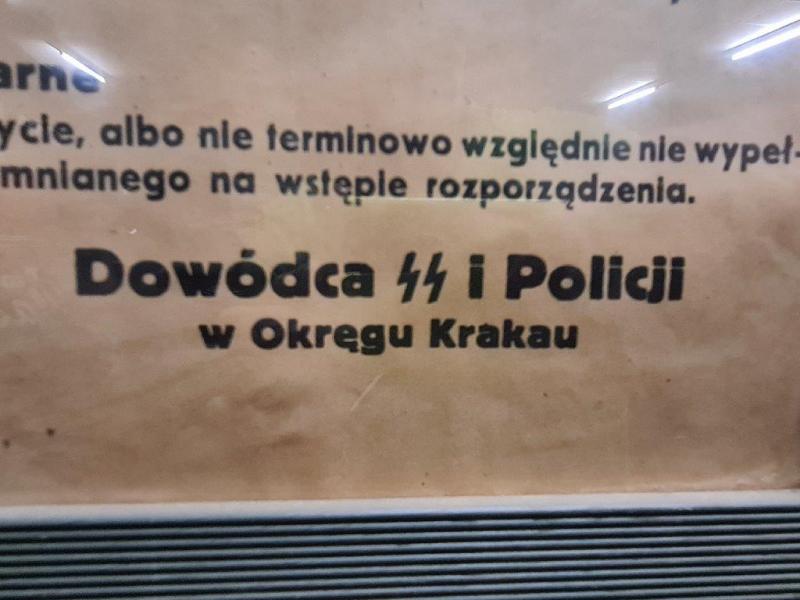 arne
ycie, albo nie terminowo względnie nie wypeł-
mnianego na wstępie rozporządzenia.
Dowódca ᛋᛋ i Policji
w Okręgu Krakau